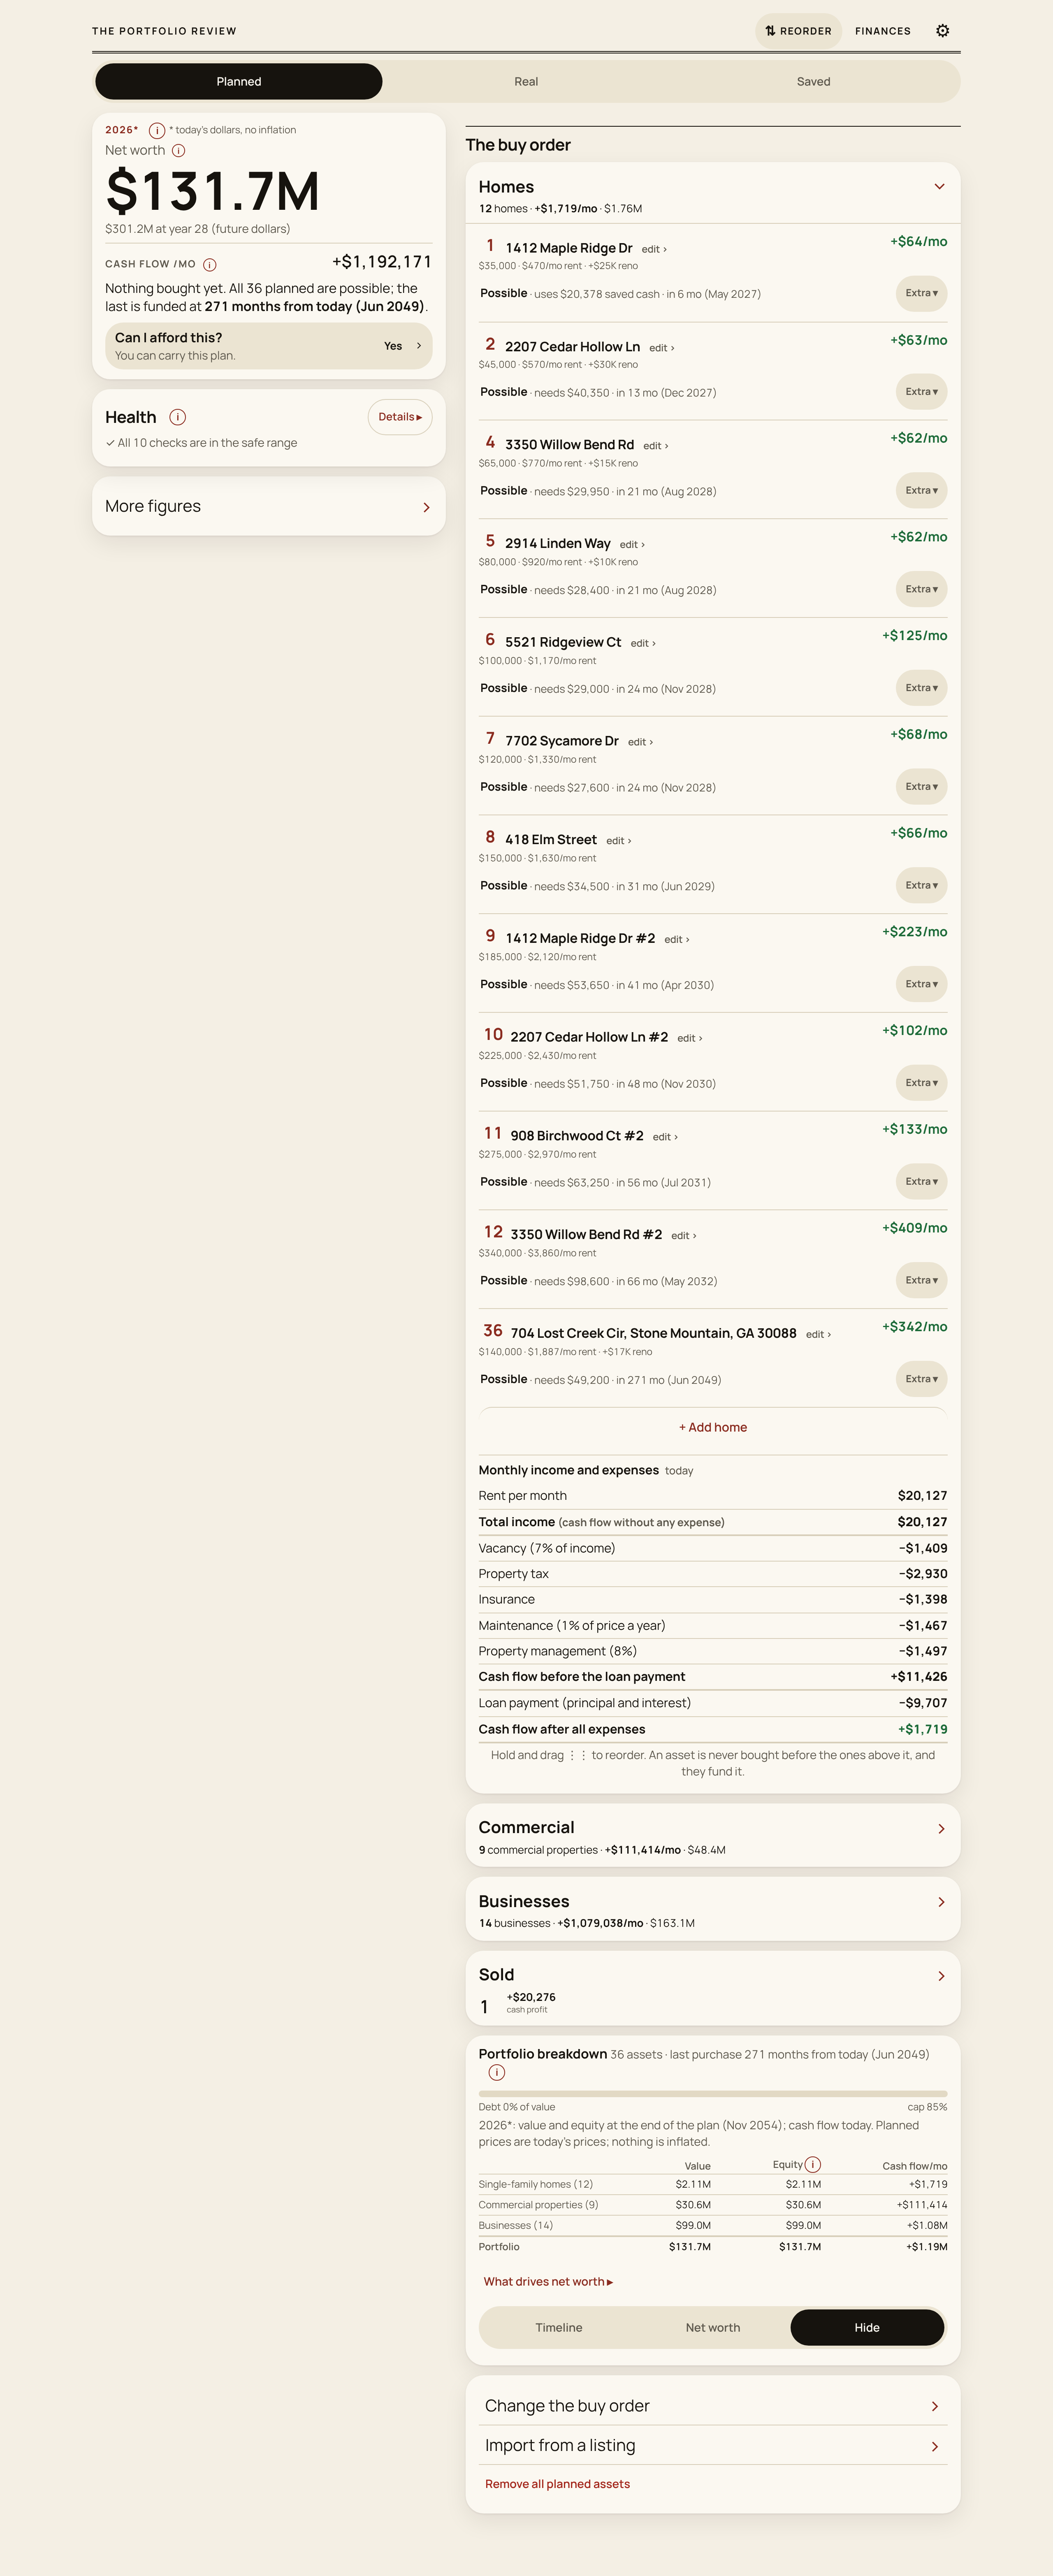 THE PORTFOLIO REVIEW
⇅ REORDER
FINANCES
Planned
Real
Saved
2026* i * today's dollars, no inflation
Net worth i
$131.7M
$301.2M at year 28 (future dollars)
CASH FLOW /MO i +$1,192,171
Nothing bought yet. All 36 planned are possible; the
last is funded at 271 months from today (Jun 2049).
Can I afford this?
You can carry this plan.
Yes ›
Health i
Details ▸
✓ All 10 checks are in the safe range
More figures
The buy order
Homes
12 homes · +$1,719/mo · $1.76M
1 1412 Maple Ridge Dr edit › +$64/mo
$35,000 · $470/mo rent · +$25K reno
Possible · uses $20,378 saved cash · in 6 mo (May 2027) Extra ▾
2 2207 Cedar Hollow Ln edit › +$63/mo
$45,000 · $570/mo rent · +$30K reno
Possible · needs $40,350 · in 13 mo (Dec 2027) Extra ▾
4 3350 Willow Bend Rd edit › +$62/mo
$65,000 · $770/mo rent · +$15K reno
Possible · needs $29,950 · in 21 mo (Aug 2028) Extra ▾
5 2914 Linden Way edit › +$62/mo
$80,000 · $920/mo rent · +$10K reno
Possible · needs $28,400 · in 21 mo (Aug 2028) Extra ▾
6 5521 Ridgeview Ct edit › +$125/mo
$100,000 · $1,170/mo rent
Possible · needs $29,000 · in 24 mo (Nov 2028) Extra ▾
7 7702 Sycamore Dr edit › +$68/mo
$120,000 · $1,330/mo rent
Possible · needs $27,600 · in 24 mo (Nov 2028) Extra ▾
8 418 Elm Street edit › +$66/mo
$150,000 · $1,630/mo rent
Possible · needs $34,500 · in 31 mo (Jun 2029) Extra ▾
9 1412 Maple Ridge Dr #2 edit › +$223/mo
$185,000 · $2,120/mo rent
Possible · needs $53,650 · in 41 mo (Apr 2030) Extra ▾
10 2207 Cedar Hollow Ln #2 edit › +$102/mo
$225,000 · $2,430/mo rent
Possible · needs $51,750 · in 48 mo (Nov 2030) Extra ▾
11 908 Birchwood Ct #2 edit › +$133/mo
$275,000 · $2,970/mo rent
Possible · needs $63,250 · in 56 mo (Jul 2031) Extra ▾
12 3350 Willow Bend Rd #2 edit › +$409/mo
$340,000 · $3,860/mo rent
Possible · needs $98,600 · in 66 mo (May 2032) Extra ▾
36 704 Lost Creek Cir, Stone Mountain, GA 30088 edit › +$342/mo
$140,000 · $1,887/mo rent · +$17K reno
Possible · needs $49,200 · in 271 mo (Jun 2049) Extra ▾
+ Add home
Monthly income and expenses today
Rent per month $20,127
Total income (cash flow without any expense) $20,127
Vacancy (7% of income) −$1,409
Property tax −$2,930
Insurance −$1,398
Maintenance (1% of price a year) −$1,467
Property management (8%) −$1,497
Cash flow before the loan payment +$11,426
Loan payment (principal and interest) −$9,707
Cash flow after all expenses +$1,719
Hold and drag ⋮⋮ to reorder. An asset is never bought before the ones above it, and
they fund it.
Commercial
9 commercial properties · +$111,414/mo · $48.4M
Businesses
14 businesses · +$1,079,038/mo · $163.1M
Sold
1 +$20,276
cash profit
Portfolio breakdown 36 assets · last purchase 271 months from today (Jun 2049)
i
Debt 0% of value cap 85%
2026*: value and equity at the end of the plan (Nov 2054); cash flow today. Planned
prices are today's prices; nothing is inflated.
Value Equity i Cash flow/mo
Single-family homes (12) $2.11M $2.11M +$1,719
Commercial properties (9) $30.6M $30.6M +$111,414
Businesses (14) $99.0M $99.0M +$1.08M
Portfolio $131.7M $131.7M +$1.19M
What drives net worth ▸
Timeline
Net worth
Hide
Change the buy order
Import from a listing
Remove all planned assets